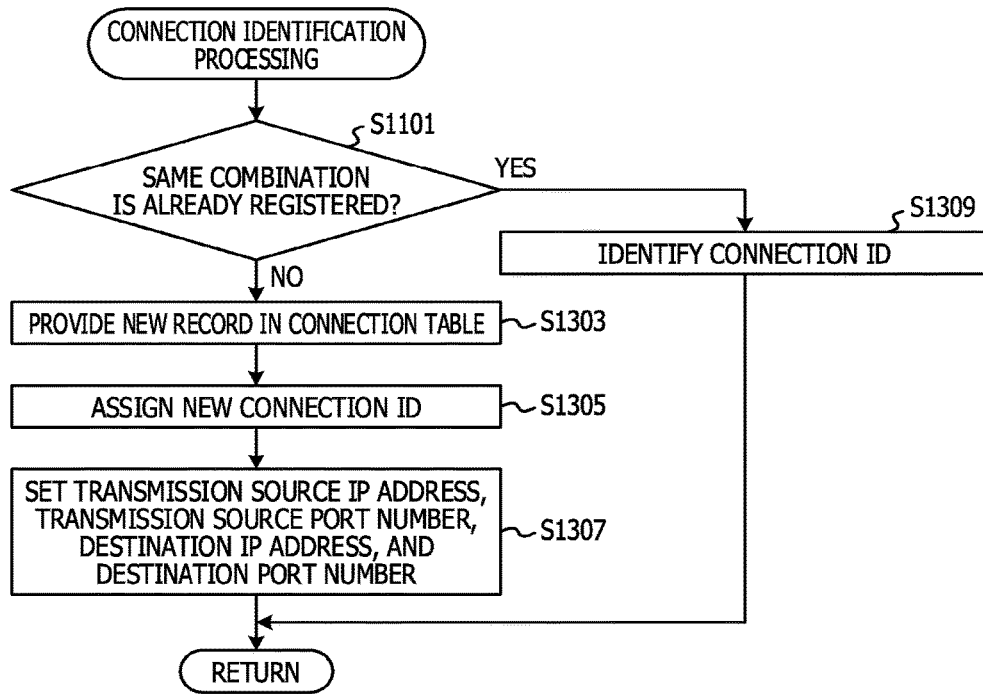 CONNECTION IDENTIFICATION
PROCESSING
S1101
SAME COMBINATION
IS ALREADY REGISTERED?
YES
S1309
IDENTIFY CONNECTION ID
NO
PROVIDE NEW RECORD IN CONNECTION TABLE
S1303
ASSIGN NEW CONNECTION ID
S1305
SET TRANSMISSION SOURCE IP ADDRESS,
TRANSMISSION SOURCE PORT NUMBER,
DESTINATION IP ADDRESS, AND
DESTINATION PORT NUMBER
S1307
RETURN